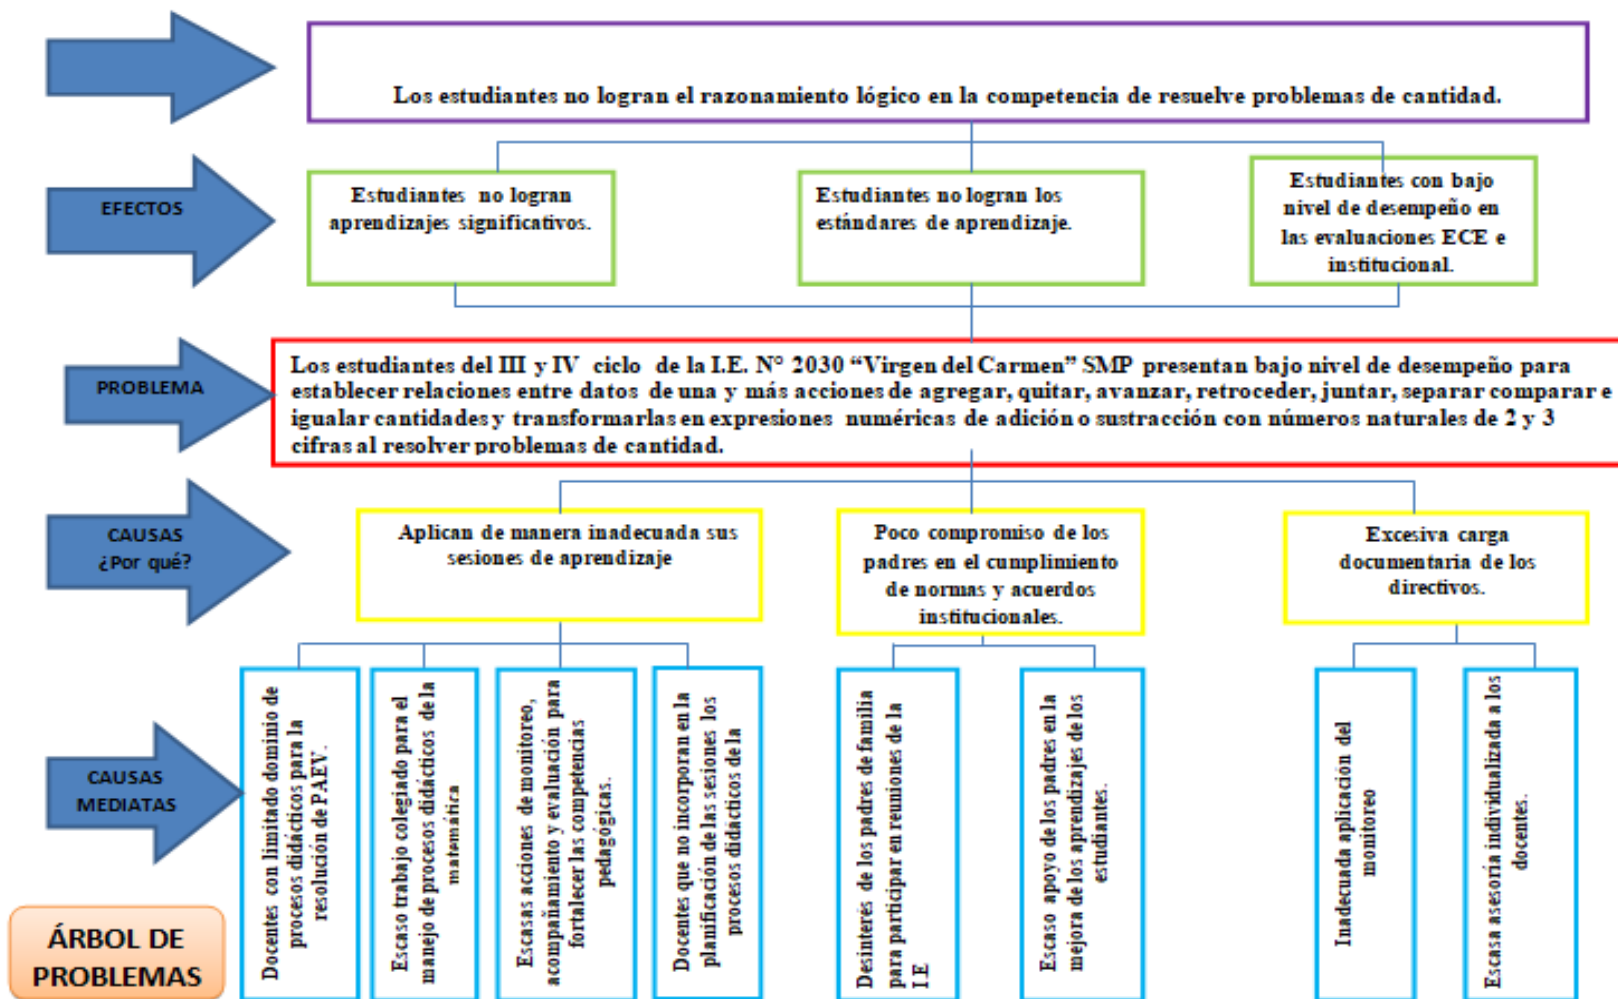 Los estudiantes no logran el razonamiento lógico en la competencia de resuelve problemas de cantidad.
EFECTOS
Estudiantes no logran
aprendizajes significativos.
Estudiantes no logran los
estándares de aprendizaje.
Estudiantes con bajo
nivel de desempeño en
las evaluaciones ECE e
institucional.
PROBLEMA
Los estudiantes del III y IV ciclo de la I.E. N° 2030 “Virgen del Carmen” SMP presentan bajo nivel de desempeño para
establecer relaciones entre datos de una y más acciones de agregar, quitar, avanzar, retroceder, juntar, separar comparar e
igualar cantidades y transformarlas en expresiones numéricas de adición o sustracción con números naturales de 2 y 3
cifras al resolver problemas de cantidad.
CAUSAS
¿Por qué?
Aplican de manera inadecuada sus
sesiones de aprendizaje
Poco compromiso de los
padres en el cumplimiento
de normas y acuerdos
institucionales.
Excesiva carga
documentaria de los
directivos.
CAUSAS
MEDIATAS
Docentes con limitado dominio de
procesos didácticos para la
resolución de PAEV.
Escaso trabajo colegiado para el
manejo de procesos didácticos de la
matemática
Escasas acciones de monitoreo,
acompañamiento y evaluación para
fortalecer las competencias
pedagógicas.
Docentes que no incorporan en la
planificación de las sesiones los
procesos didácticos de la
Desinterés de los padres de familia
para participar en reuniones de la
I.E
Escaso apoyo de los padres en la
mejora de los aprendizajes de los
estudiantes.
Inadecuada aplicación del
monitoreo
Escasa asesoría individualizada a los
docentes.
ÁRBOL DE
PROBLEMAS